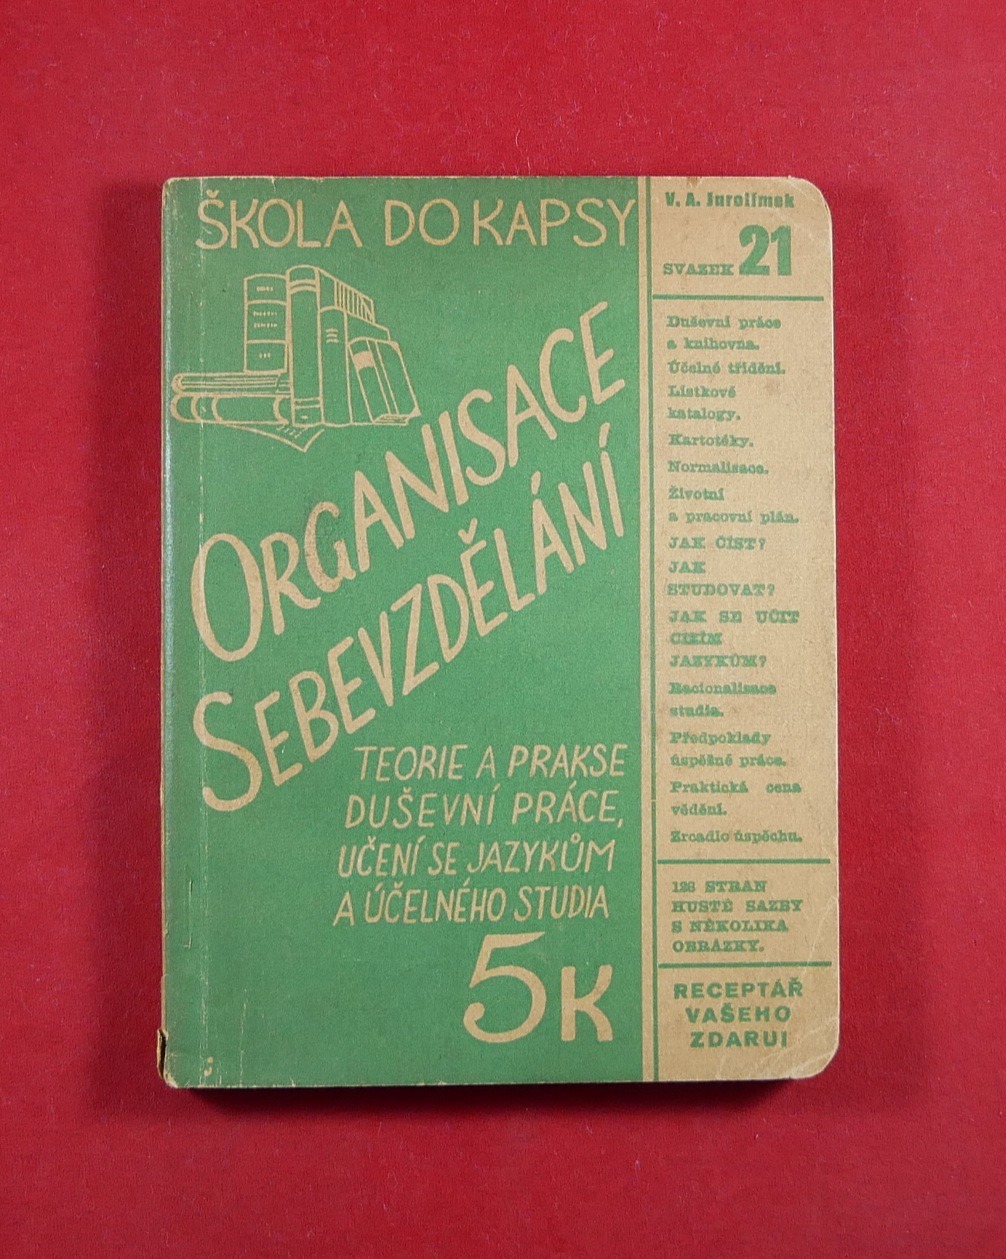 ŠKOLA DO KAPSY
ORGANISACE
SEBEVZDĚLÁNÍ
TEORIE A PRAKSE
DUŠEVNÍ PRÁCE,
UČENÍ SE JAZYKŮM
A ÚČELNÉHO STUDIA
5K
V. A. Jarolímek
SVAZEK 21
Duševní práce
a knihovna.
Účelné třídění.
Lístkové
katalogy.
Kartotéky.
Normalisace.
Životní
a pracovní plán.
JAK ČÍST?
JAK
STUDOVAT?
JAK SE UČIT
CIZÍM
JAZYKŮM?
Racionalisace
studia.
Předpoklady
úspěšné práce.
Praktická cena
vědění.
Zrcadlo úspěchu.
128 STRAN
HUSTÉ SAZBY
S NĚKOLIKA
OBRÁZKY.
RECEPTÁŘ
VAŠEHO
ZDARU!